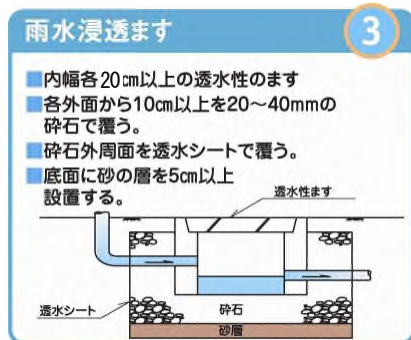 雨水浸透ます
3
■内幅各20cm以上の透水性のます
■各外面から10cm以上を20〜40mmの
砕石で覆う。
■砕石外周面を透水シートで覆う。
■底面に砂の層を5cm以上
設置する。
透水性ます
透水シート
砕石
砂層